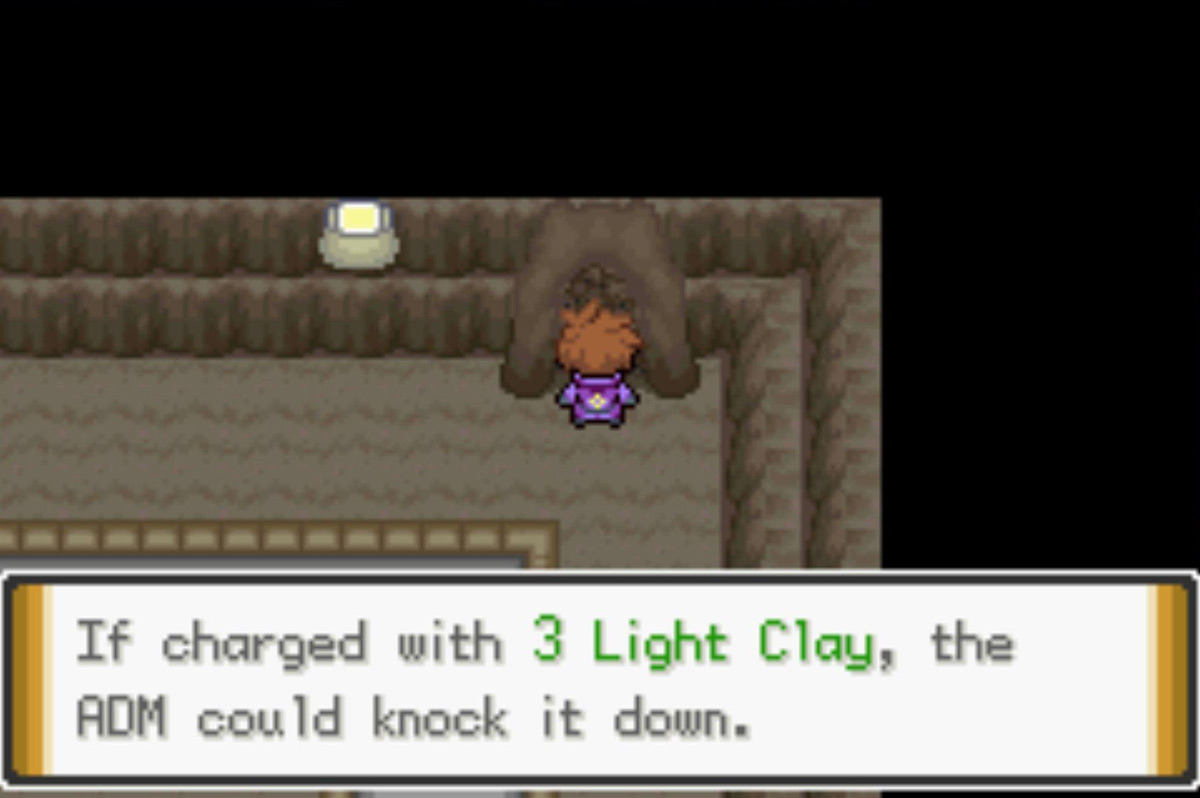 If charged with 3 Light Clay, the
ADM could knock it down.